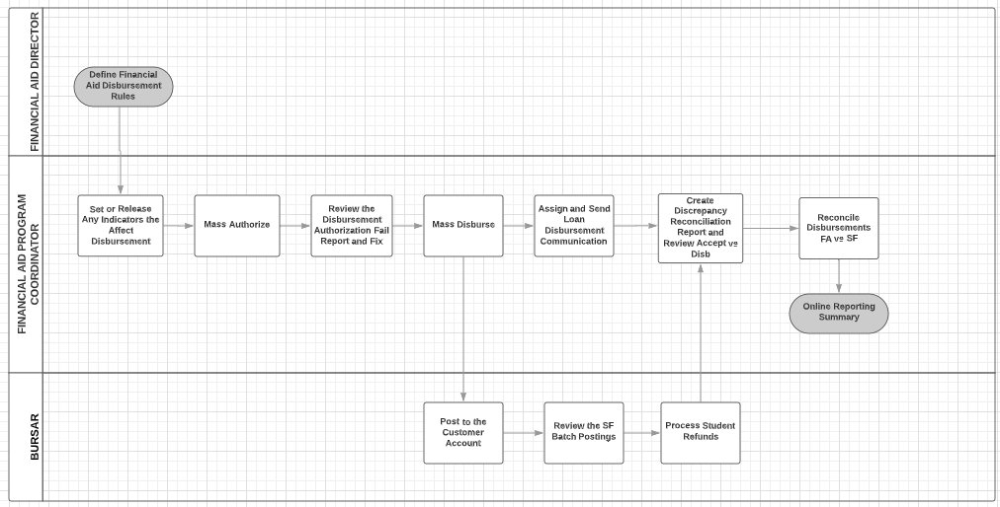 FINANCIAL AID DIRECTOR
Define Financial
Aid Disbursement
Rules
FINANCIAL AID PROGRAM
COORDINATOR
Set or Release
Any Indicators the
Affect
Disbursement
Mass Authorize
Review the
Disbursement
Authorization Fail
Report and Fix
Mass Disburse
Assign and Send
Loan
Disbursement
Communication
Create
Discrepancy
Reconciliation
Report and
Review Accept vs
Disb
Reconcile
Disbursements
FA vs SF
Online Reporting
Summary
BURSAR
Post to the
Customer
Account
Review the SF
Batch Postings
Process Student
Refunds